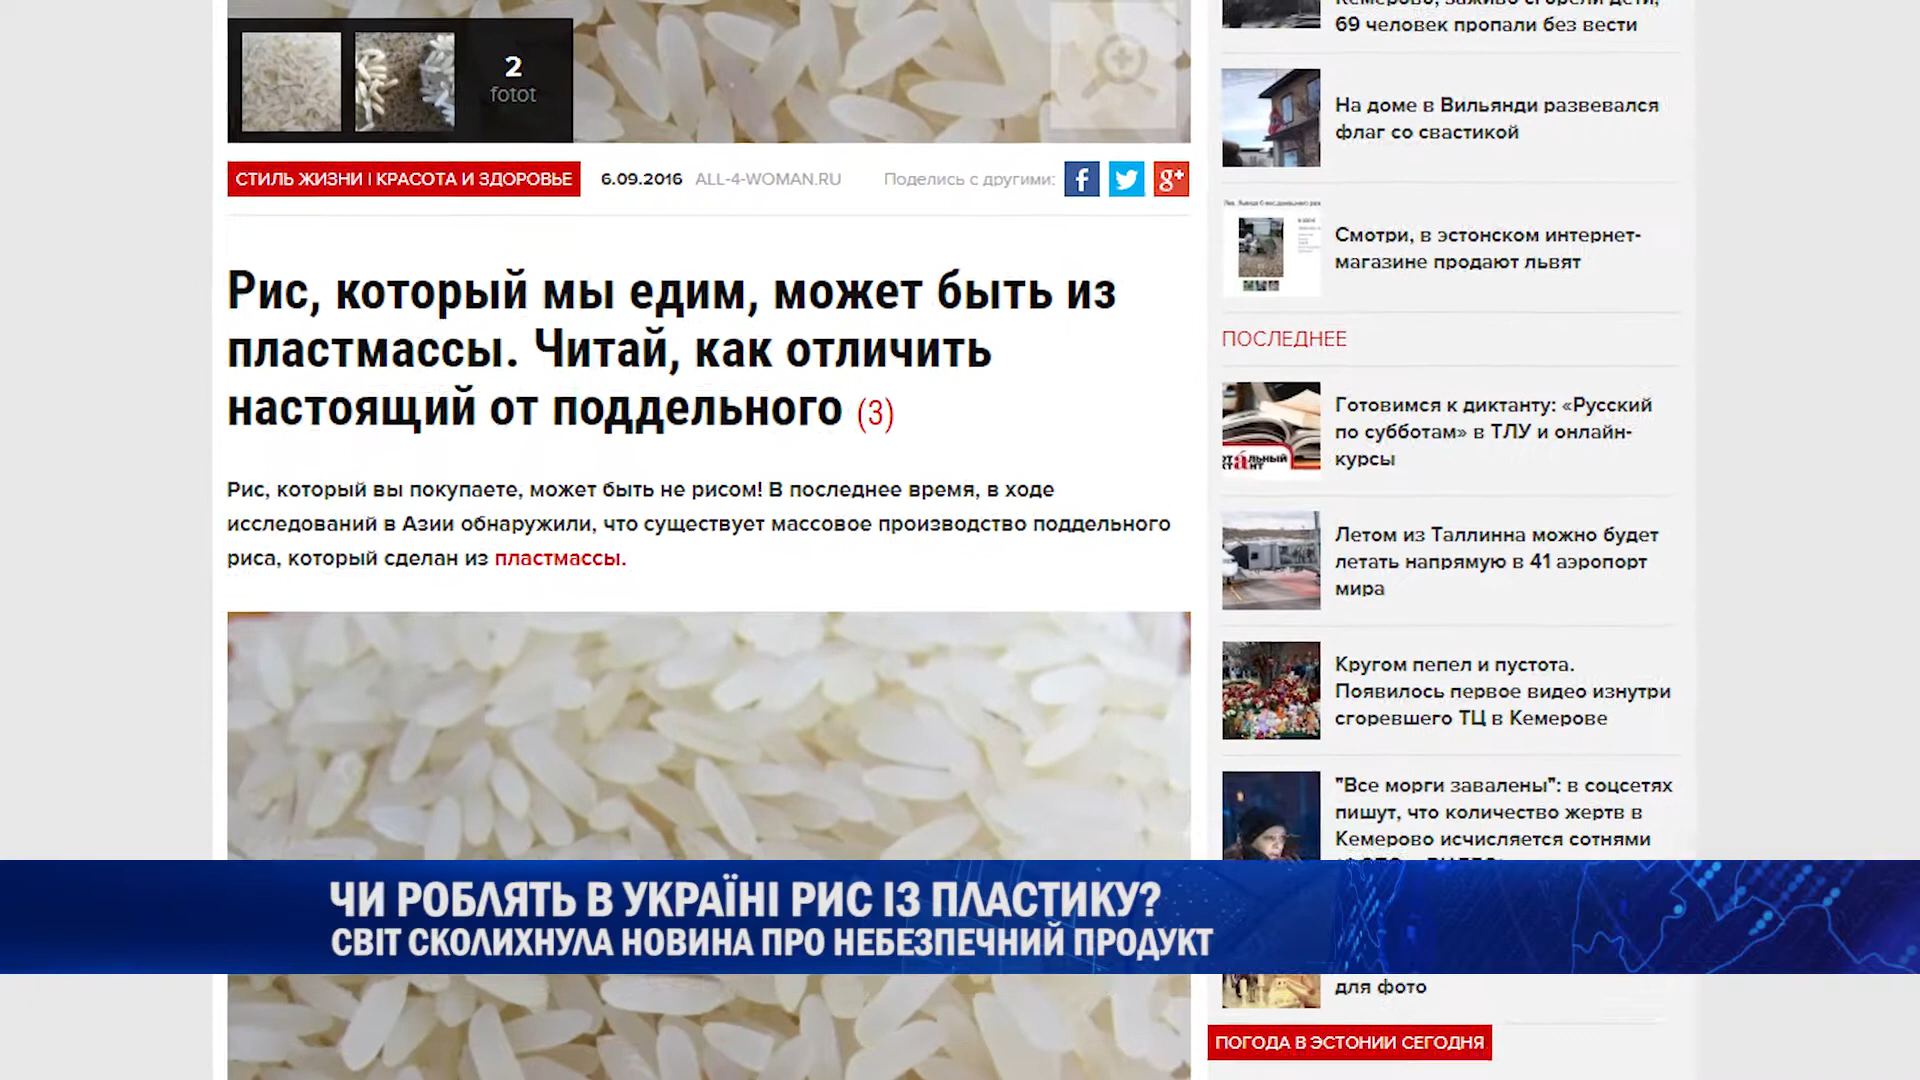 2
fotot
СТИЛЬ ЖИЗНИ | КРАСОТА И ЗДОРОВЬЕ
6.09.2016
ALL-4-WOMAN.RU
Поделись с другими:
Рис, который мы едим, может быть из
пластмассы. Читай, как отличить
настоящий от поддельного (3)
Рис, который вы покупаете, может быть не рисом! В последнее время, в ходе
исследований в Азии обнаружили, что существует массовое производство поддельного
риса, который сделан из пластмассы.
Кемерово, заживо сгорели дети,
69 человек пропали без вести
На доме в Вильянди развевался
флаг со свастикой
Смотри, в эстонском интернет-
магазине продают львят
ПОСЛЕДНЕЕ
Готовимся к диктанту: «Русский
по субботам» в ТЛУ и онлайн-
курсы
Летом из Таллинна можно будет
летать напрямую в 41 аэропорт
мира
Кругом пепел и пустота.
Появилось первое видео изнутри
сгоревшего ТЦ в Кемерове
"Все морги завалены": в соцсетях
пишут, что количество жертв в
Кемерово исчисляется сотнями
для фото
ПОГОДА В ЭСТОНИИ СЕГОДНЯ
ЧИ РОБЛЯТЬ В УКРАЇНІ РИС ІЗ ПЛАСТИКУ?
СВІТ СКОЛИХНУЛА НОВИНА ПРО НЕБЕЗПЕЧНИЙ ПРОДУКТ